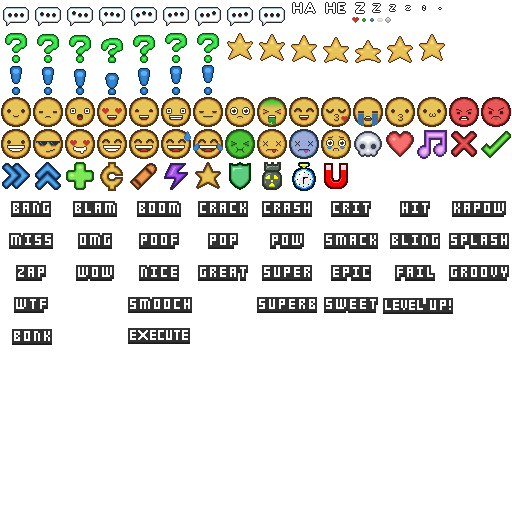 HA HE Z Z Z Z Z
? ? ? ? ? ? ?
! ! ! ! ! ! !
BANG BLAM BOOM CRACK CRASH CRIT HIT KAPOW
MISS OMG POOF POP POW SMACK BLING SPLASH
ZAP WOW NICE GREAT SUPER EPIC FAIL GROOVY
WTF SMOOCH SUPERB SWEET LEVEL UP!
BONK EXECUTE